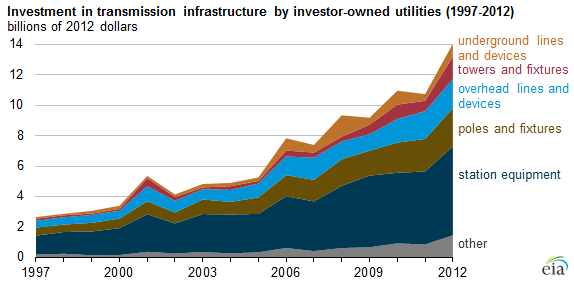 Investment in transmission infrastructure by investor-owned utilities (1997-2012)
billions of 2012 dollars
14
12
10
8
6
4
2
0
underground lines
and devices
towers and fixtures
overhead lines and
devices
poles and fixtures
station equipment
other
1997
2000
2003
2006
2009
2012
eia